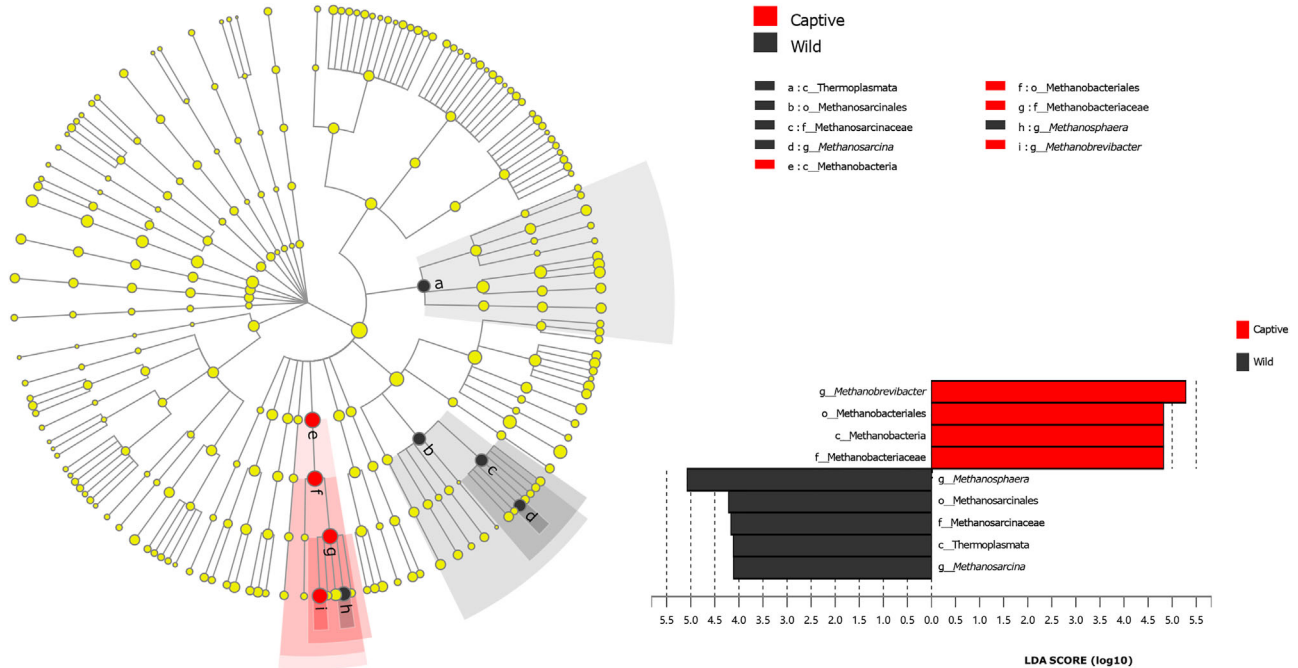 Captive
Wild
a : c__Thermoplasmata
b : o__Methanosarcinales
c : f__Methanosarcinaceae
d : g__Methanosarcina
e : c__Methanobacteria
f : o__Methanobacteriales
g : f__Methanobacteriaceae
h : g__Methanosphaera
i : g__Methanobrevibacter
a
b
c
d
e
f
g
h
i
Captive
Wild
g__Methanobrevibacter
o__Methanobacteriales
c__Methanobacteria
f__Methanobacteriaceae
g__Methanosphaera
o__Methanosarcinales
f__Methanosarcinaceae
c__Thermoplasmata
g__Methanosarcina
5.5 5.0 4.5 4.0 3.5 3.0 2.5 2.0 1.5 1.0 0.5 0.0 0.5 1.0 1.5 2.0 2.5 3.0 3.5 4.0 4.5 5.0 5.5
LDA SCORE (log10)